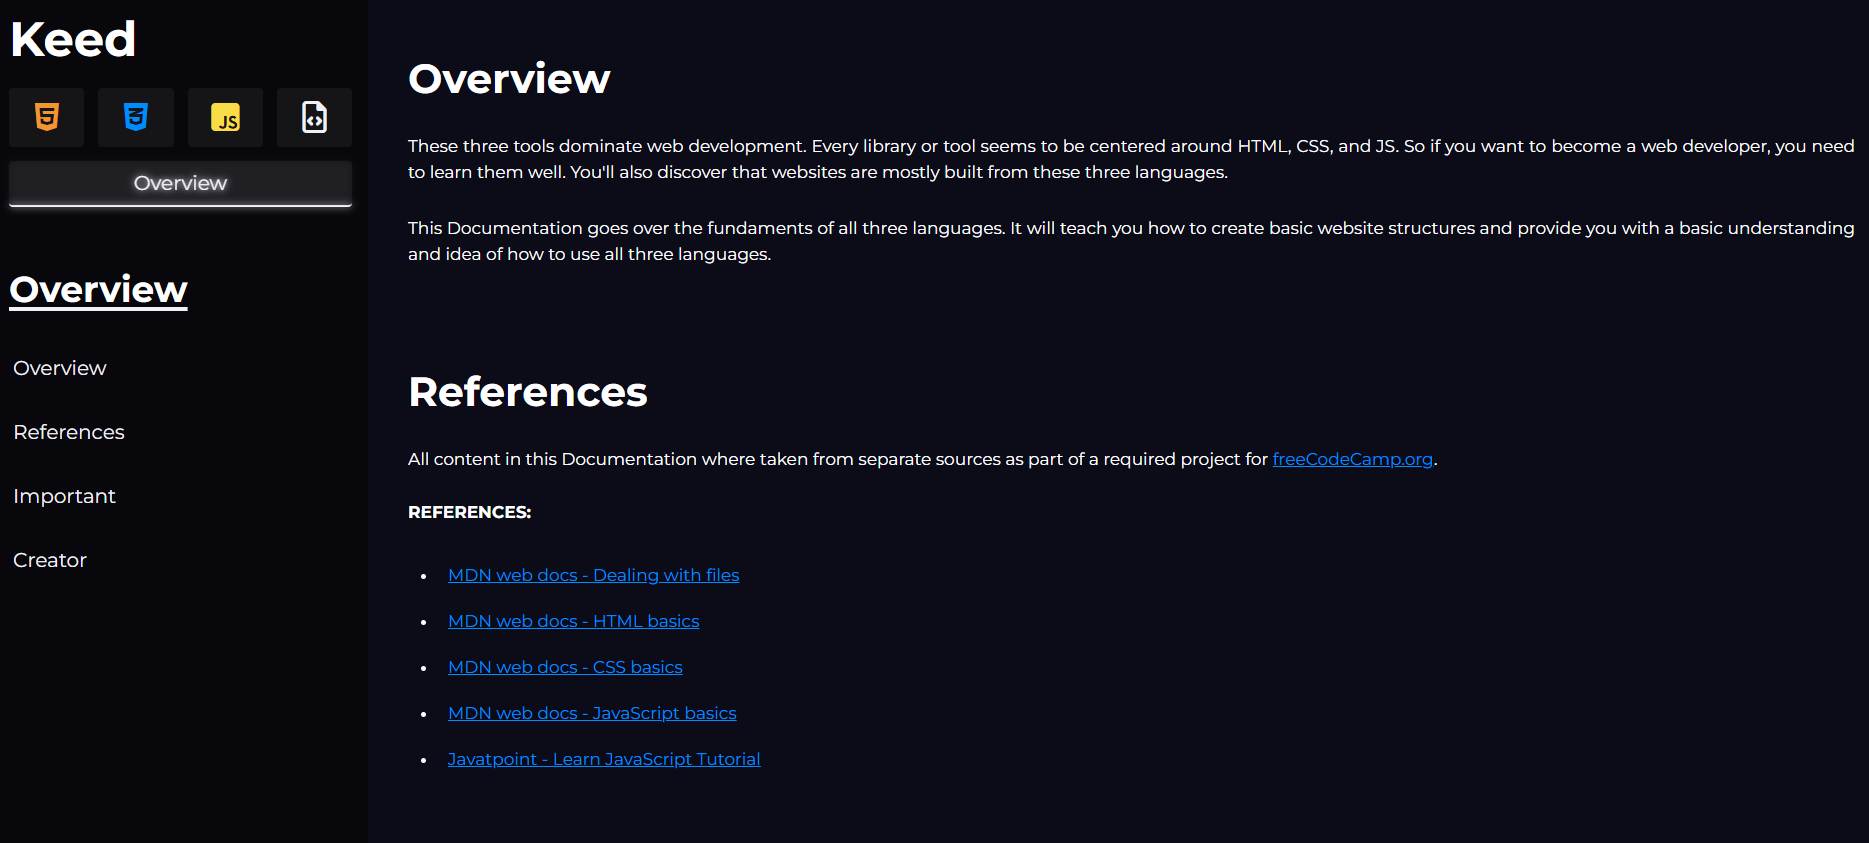 Keed
5
3
JS
Overview
Overview
Overview
References
Important
Creator
Overview
These three tools dominate web development. Every library or tool seems to be centered around HTML, CSS, and JS. So if you want to become a web developer, you need
to learn them well. You'll also discover that websites are mostly built from these three languages.
This Documentation goes over the fundaments of all three languages. It will teach you how to create basic website structures and provide you with a basic understanding
and idea of how to use all three languages.
References
All content in this Documentation where taken from separate sources as part of a required project for freeCodeCamp.org.
REFERENCES:
MDN web docs - Dealing with files
MDN web docs - HTML basics
MDN web docs - CSS basics
MDN web docs - JavaScript basics
Javatpoint - Learn JavaScript Tutorial